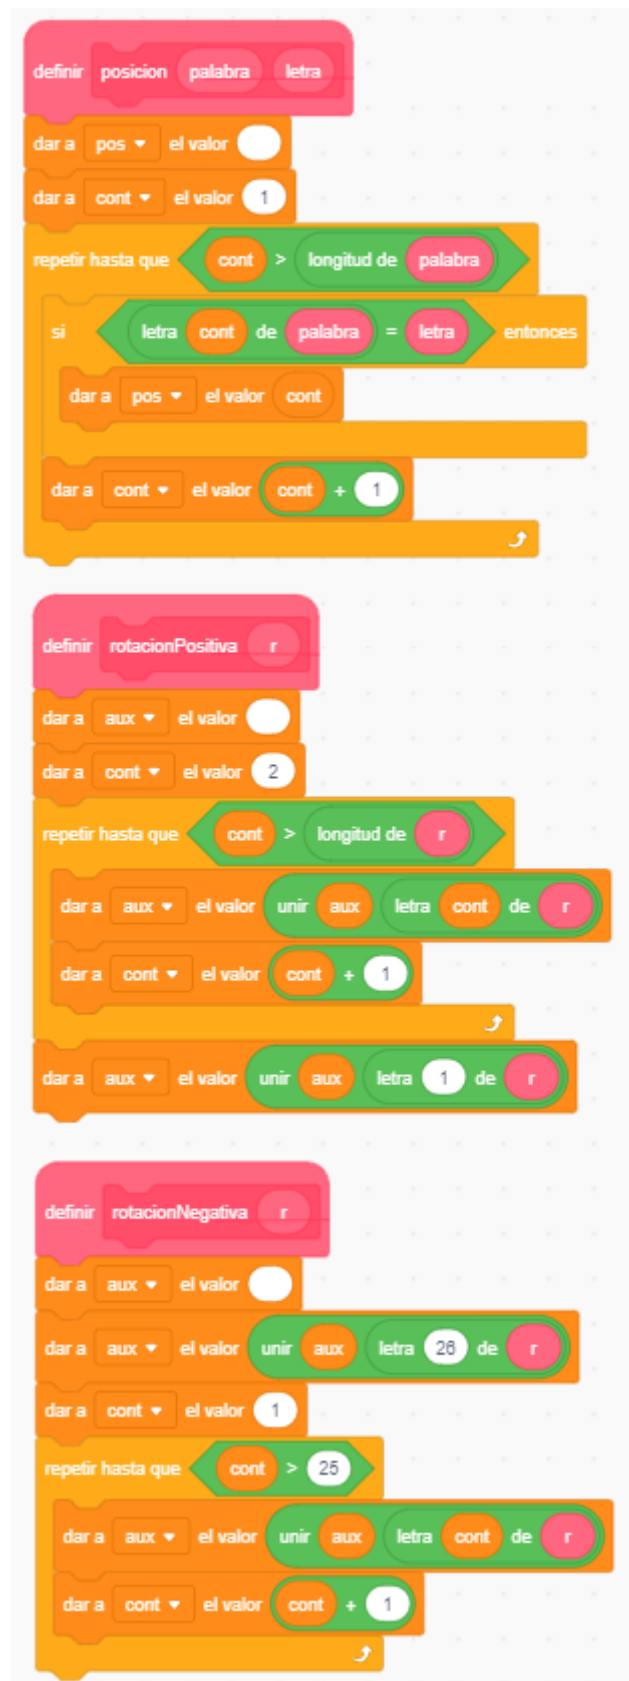 definir posicion palabra letra
dar a pos el valor
dar a cont el valor 1
repetir hasta que cont > longitud de palabra
si letra cont de palabra = letra entonces
dar a pos el valor cont
dar a cont el valor cont + 1
definir rotacionPositiva r
dar a aux el valor
dar a cont el valor 2
repetir hasta que cont > longitud de r
dar a aux el valor unir aux letra cont de r
dar a cont el valor cont + 1
dar a aux el valor unir aux letra 1 de r
definir rotacionNegativa r
dar a aux el valor
dar a aux el valor unir aux letra 26 de r
dar a cont el valor 1
repetir hasta que cont > 25
dar a aux el valor unir aux letra cont de r
dar a cont el valor cont + 1